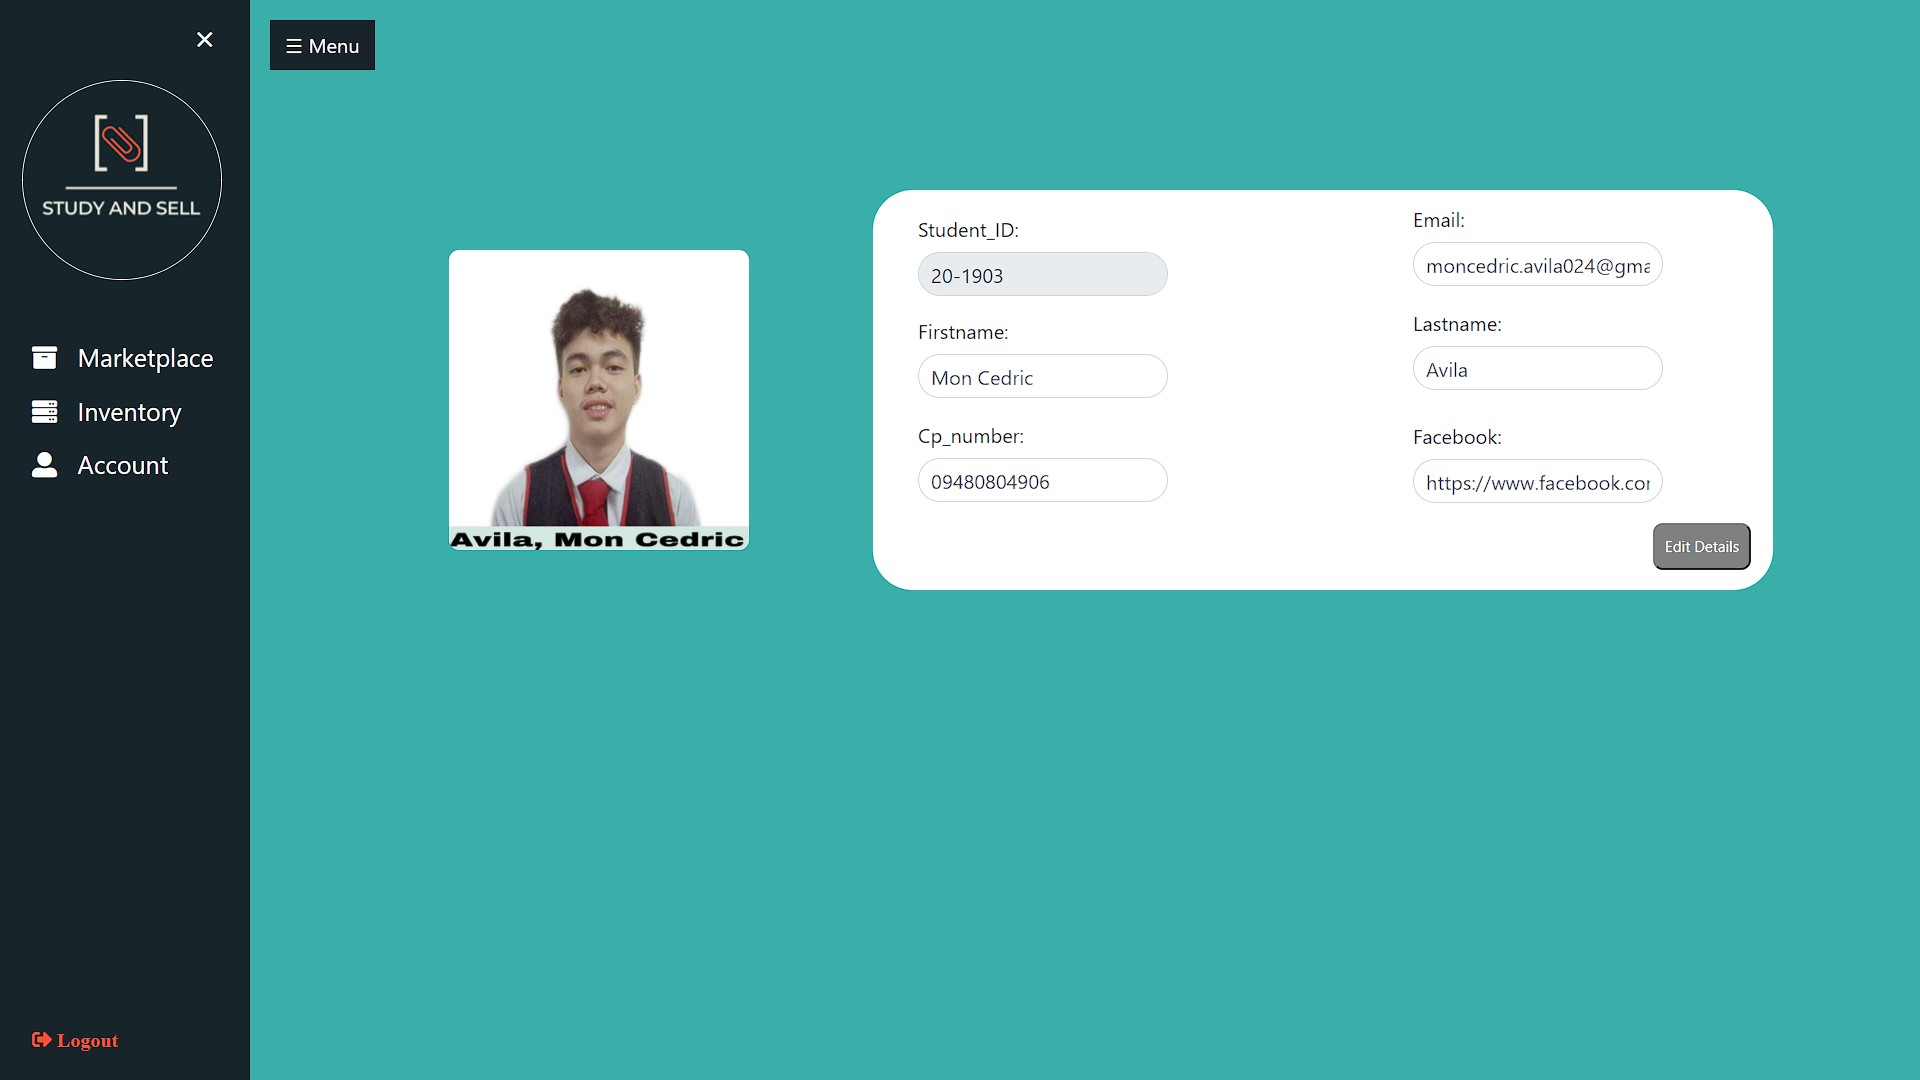 ☰ Menu
STUDY AND SELL
Marketplace
Inventory
Account
Logout
Avila, Mon Cedric
Student_ID:
20-1903
Email:
moncedric.avila024@gma
Firstname:
Mon Cedric
Lastname:
Avila
Cp_number:
09480804906
Facebook:
https://www.facebook.cor
Edit Details